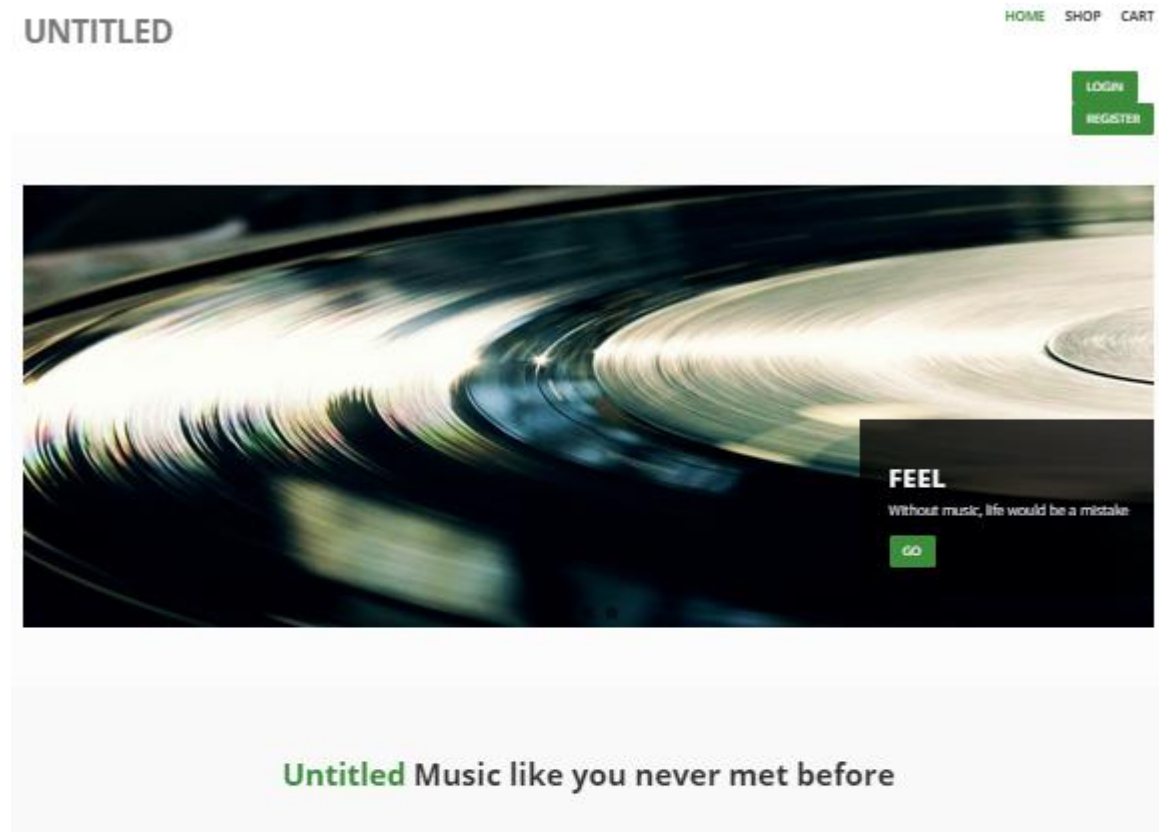 UNTITLED
HOME SHOP CART
LOGIN
REGISTER
FEEL
Without music, life would be a mistake
GO
Untitled Music like you never met before